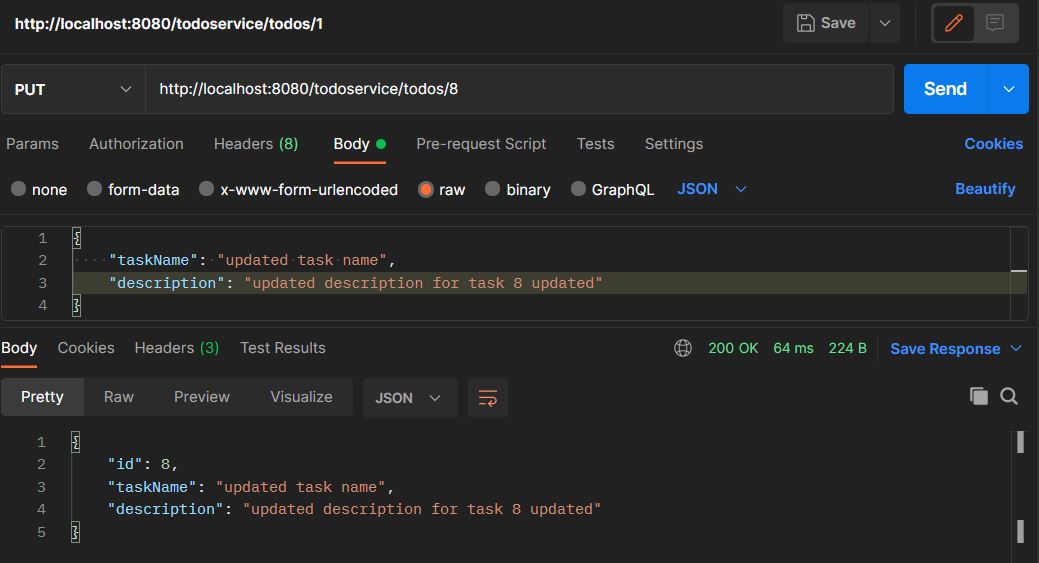 http://localhost:8080/todoservice/todos/1 Save
PUT http://localhost:8080/todoservice/todos/8 Send
Params Authorization Headers (8) Body Pre-request Script Tests Settings Cookies
none form-data x-www-form-urlencoded raw binary GraphQL JSON Beautify
1 {
2 "taskName": "updated task name",
3 "description": "updated description for task 8 updated"
4 }
Body Cookies Headers (3) Test Results 200 OK 64 ms 224 B Save Response
Pretty Raw Preview Visualize JSON
1 {
2 "id": 8,
3 "taskName": "updated task name",
4 "description": "updated description for task 8 updated"
5 }